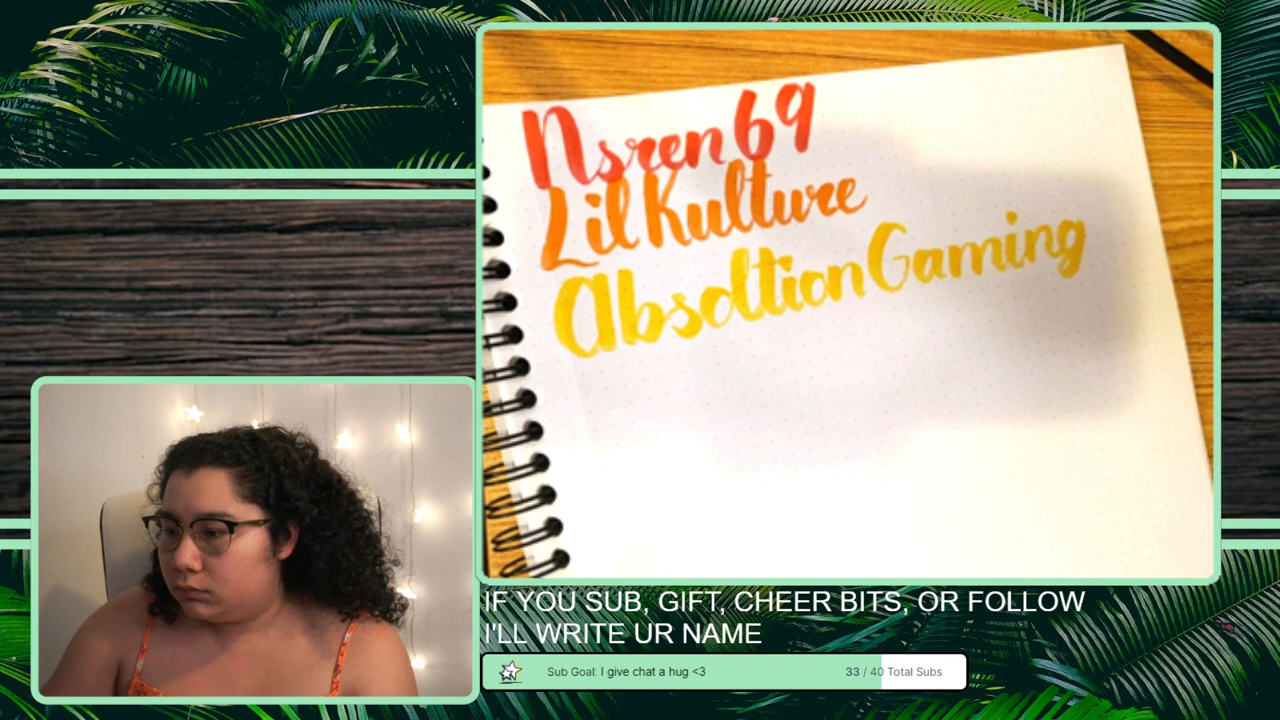 Nsren69
LilKulture
AbsoltionGaming
IF YOU SUB, GIFT, CHEER BITS, OR FOLLOW
I'LL WRITE UR NAME
Sub Goal: I give chat a hug <3 33 / 40 Total Subs